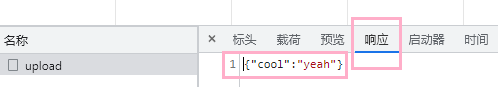 名称
× 标头 载荷 预览 响应 启动器 时间
1 {"cool":"yeah"}
upload